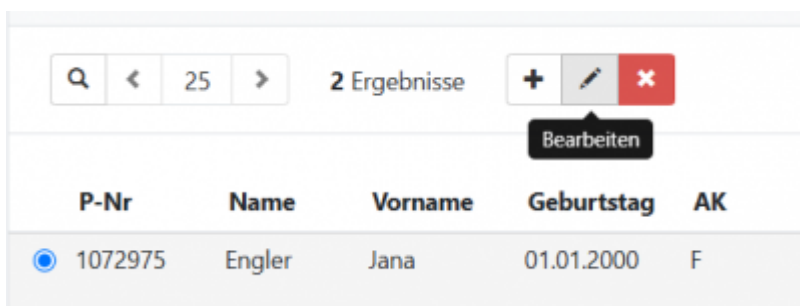 25 2 Ergebnisse
Bearbeiten
P-Nr Name Vorname Geburtstag AK
1072975 Engler Jana 01.01.2000 F